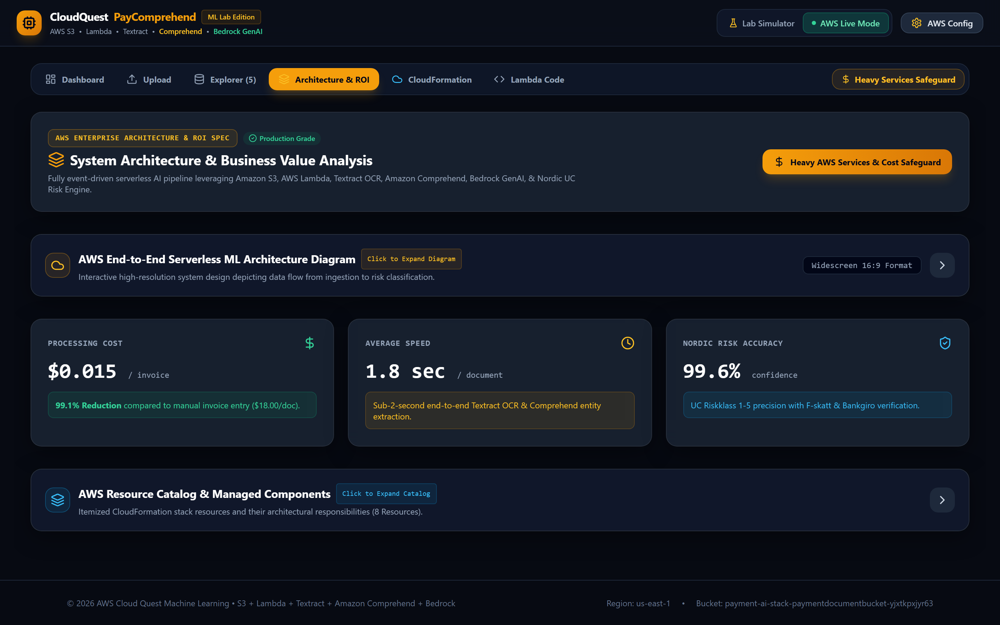 CloudQuest PayComprehend ML Lab Edition
AWS S3 • Lambda • Textract • Comprehend • Bedrock GenAI
Lab Simulator
AWS Live Mode
AWS Config
Dashboard
Upload
Explorer (5)
Architecture & ROI
CloudFormation
Lambda Code
Heavy Services Safeguard
AWS ENTERPRISE ARCHITECTURE & ROI SPEC
Production Grade
System Architecture & Business Value Analysis
Fully event-driven serverless AI pipeline leveraging Amazon S3, AWS Lambda, Textract OCR, Amazon Comprehend, Bedrock GenAI, & Nordic UC
Risk Engine.
Heavy AWS Services & Cost Safeguard
AWS End-to-End Serverless ML Architecture Diagram
Click to Expand Diagram
Interactive high-resolution system design depicting data flow from ingestion to risk classification.
Widescreen 16:9 Format
PROCESSING COST
$0.015 / invoice
99.1% Reduction compared to manual invoice entry ($18.00/doc).
AVERAGE SPEED
1.8 sec / document
Sub-2-second end-to-end Textract OCR & Comprehend entity
extraction.
NORDIC RISK ACCURACY
99.6% confidence
UC Riskklass 1-5 precision with F-skatt & Bankgiro verification.
AWS Resource Catalog & Managed Components
Click to Expand Catalog
Itemized CloudFormation stack resources and their architectural responsibilities (8 Resources).
© 2026 AWS Cloud Quest Machine Learning • S3 + Lambda + Textract + Amazon Comprehend + Bedrock
Region: us-east-1 • Bucket: payment-ai-stack-paymentdocumentbucket-yjxtkpxjyr63